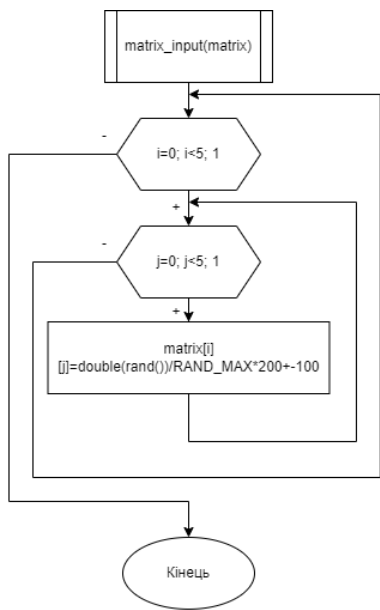 matrix_input(matrix)
-
i=0; i<5; 1
+
-
j=0; j<5; 1
+
matrix[i]
[j]=double(rand())/RAND_MAX*200+-100
Кінець